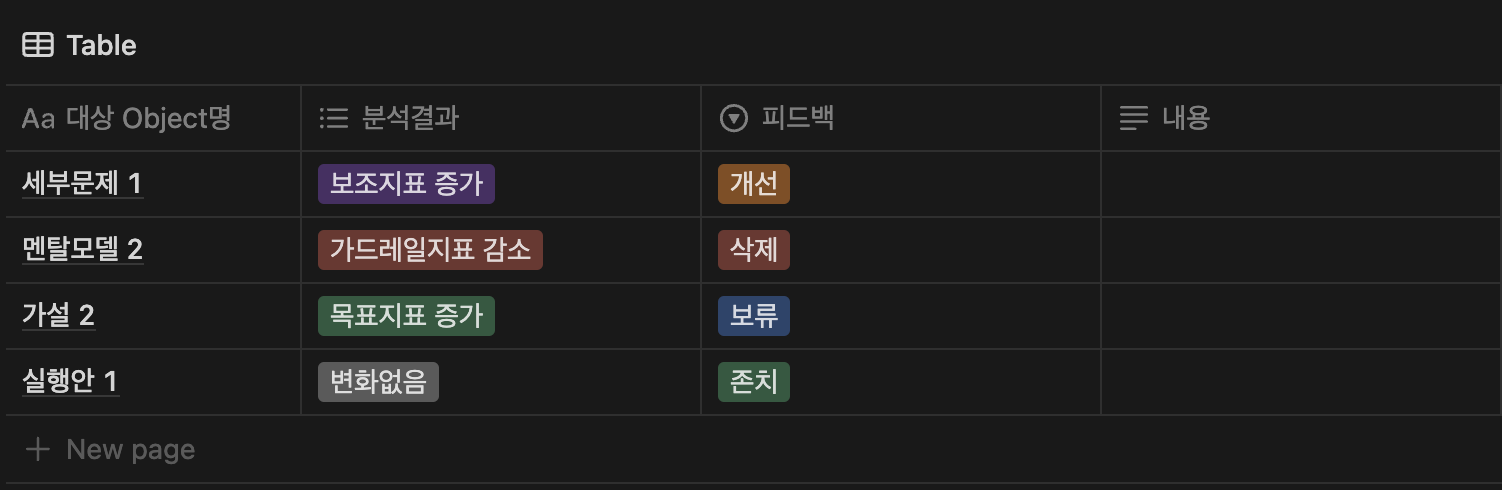 Table
Aa 대상 Object명 분석결과 피드백 내용
세부문제 1 보조지표 증가 개선
멘탈모델 2 가드레일지표 감소 삭제
가설 2 목표지표 증가 보류
실행안 1 변화없음 존치
+ New page